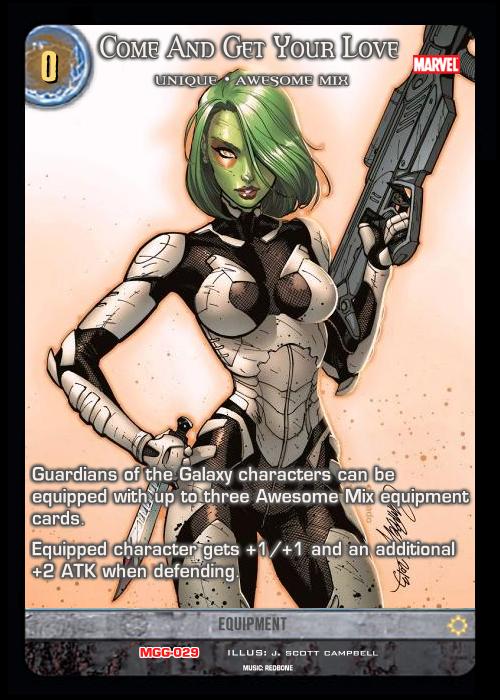 0
COME AND GET YOUR LOVE
MARVEL
UNIQUE • AWESOME MIX
Guardians of the Galaxy characters can be
equipped with up to three Awesome Mix equipment
cards.
Equipped character gets +1/+1 and an additional
+2 ATK when defending.
EQUIPMENT
MGG-029
ILLUS: J. SCOTT CAMPBELL
MUSIC: REDBONE